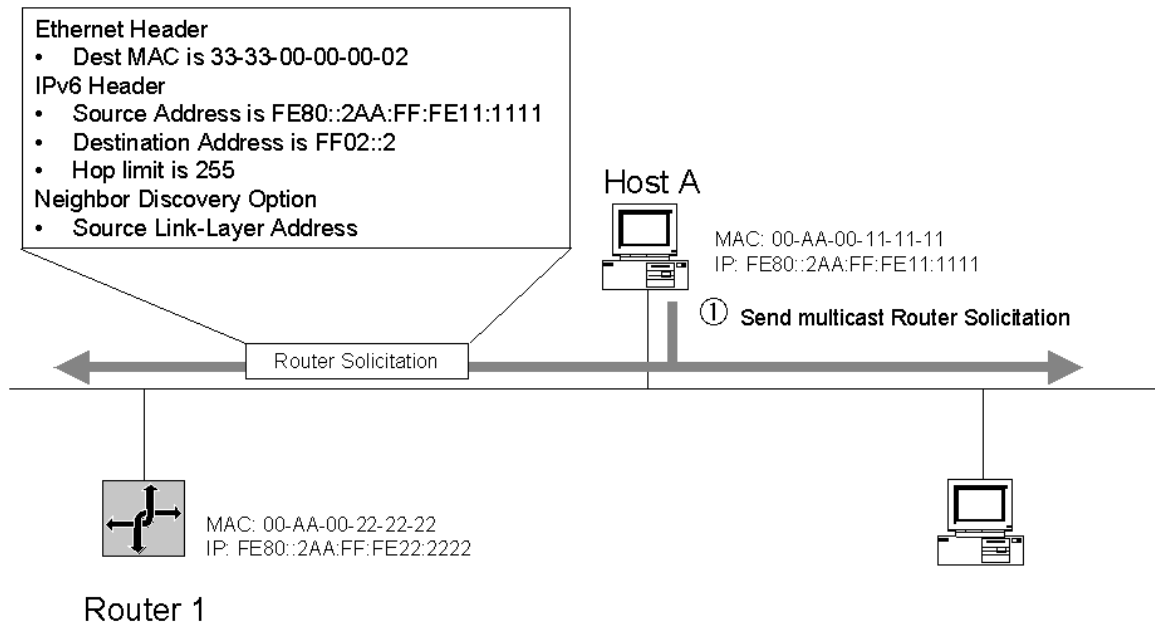 Ethernet Header
• Dest MAC is 33-33-00-00-00-02
IPv6 Header
• Source Address is FE80::2AA:FF:FE11:1111
• Destination Address is FF02::2
• Hop limit is 255
Neighbor Discovery Option
• Source Link-Layer Address
Host A
MAC: 00-AA-00-11-11-11
IP: FE80::2AA:FF:FE11:1111
① Send multicast Router Solicitation
Router Solicitation
MAC: 00-AA-00-22-22-22
IP: FE80::2AA:FF:FE22:2222
Router 1